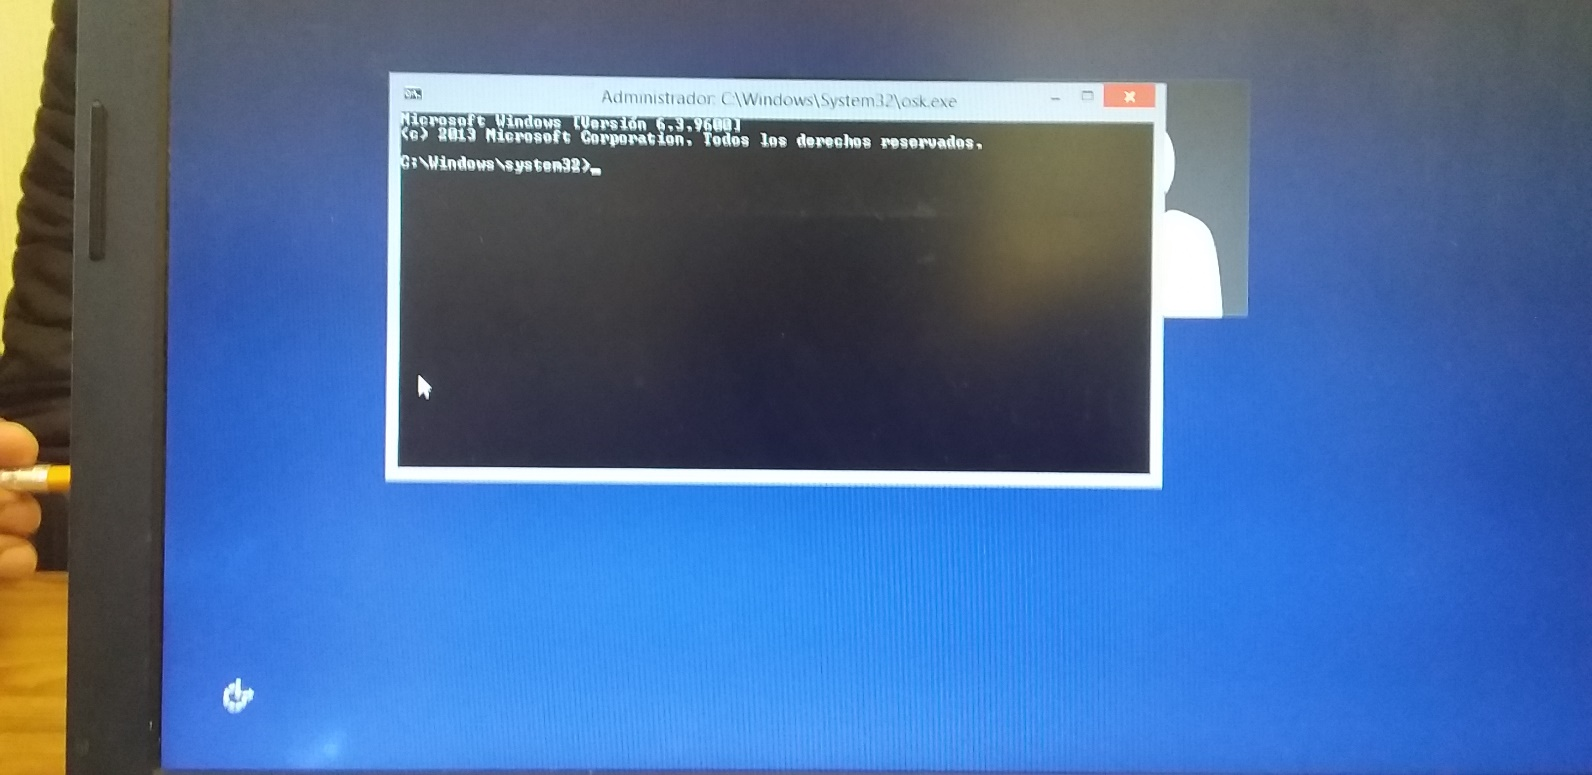 Administrador: C:\Windows\System32\osk.exe
Microsoft Windows [Versión 6.3.9600]
(c) 2013 Microsoft Corporation. Todos los derechos reservados.
C:\Windows\system32>_